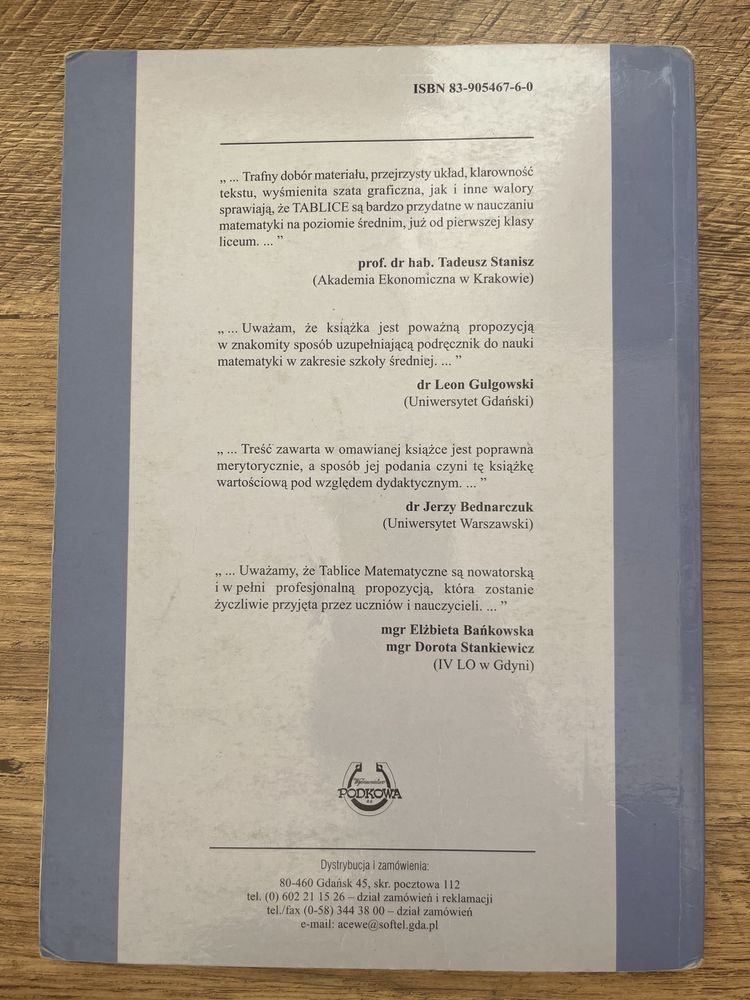 ISBN 83-905467-6-0
„ ... Trafny dobór materiału, przejrzysty układ, klarowność
tekstu, wyśmienita szata graficzna, jak i inne walory
sprawiają, że TABLICE są bardzo przydatne w nauczaniu
matematyki na poziomie średnim, już od pierwszej klasy
liceum. ... ”
prof. dr hab. Tadeusz Stanisz
(Akademia Ekonomiczna w Krakowie)
„ ... Uważam, że książka jest poważną propozycją
w znakomity sposób uzupełniającą podręcznik do nauki
matematyki w zakresie szkoły średniej. ... ”
dr Leon Gulgowski
(Uniwersytet Gdański)
„ ... Treść zawarta w omawianej książce jest poprawna
merytorycznie, a sposób jej podania czyni tę książkę
wartościową pod względem dydaktycznym. ... ”
dr Jerzy Bednarczuk
(Uniwersytet Warszawski)
„ ... Uważamy, że Tablice Matematyczne są nowatorską
i w pełni profesjonalną propozycją, która zostanie
życzliwie przyjęta przez uczniów i nauczycieli. ... ”
mgr Elżbieta Bańkowska
mgr Dorota Stankiewicz
(IV LO w Gdyni)
Wydawnictwo
PODKOWA
Dystrybucja i zamówienia:
80-460 Gdańsk 45, skr. pocztowa 112
tel. (0) 602 21 15 26 – dział zamówień i reklamacji
tel./fax (0-58) 344 38 00 – dział zamówień
e-mail: acewe@softel.gda.pl